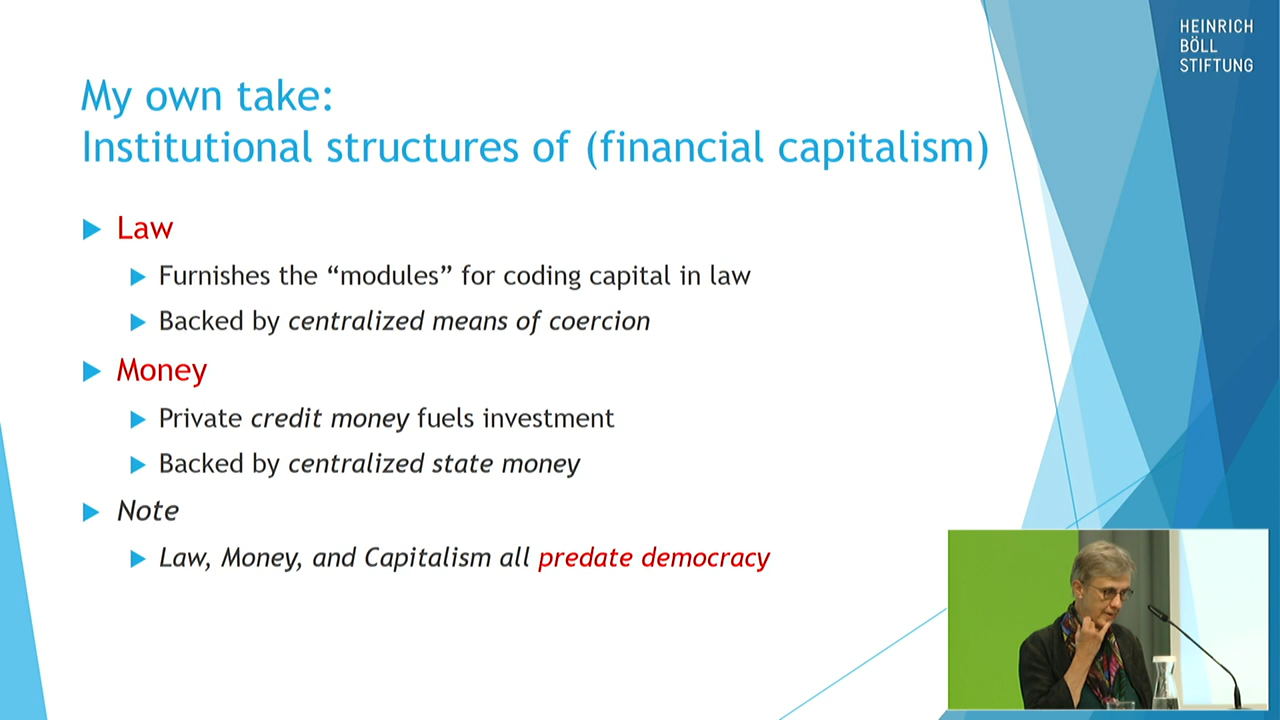 HEINRICH
BÖLL
STIFTUNG
My own take:
Institutional structures of (financial capitalism)
Law
Furnishes the “modules” for coding capital in law
Backed by centralized means of coercion
Money
Private credit money fuels investment
Backed by centralized state money
Note
Law, Money, and Capitalism all predate democracy